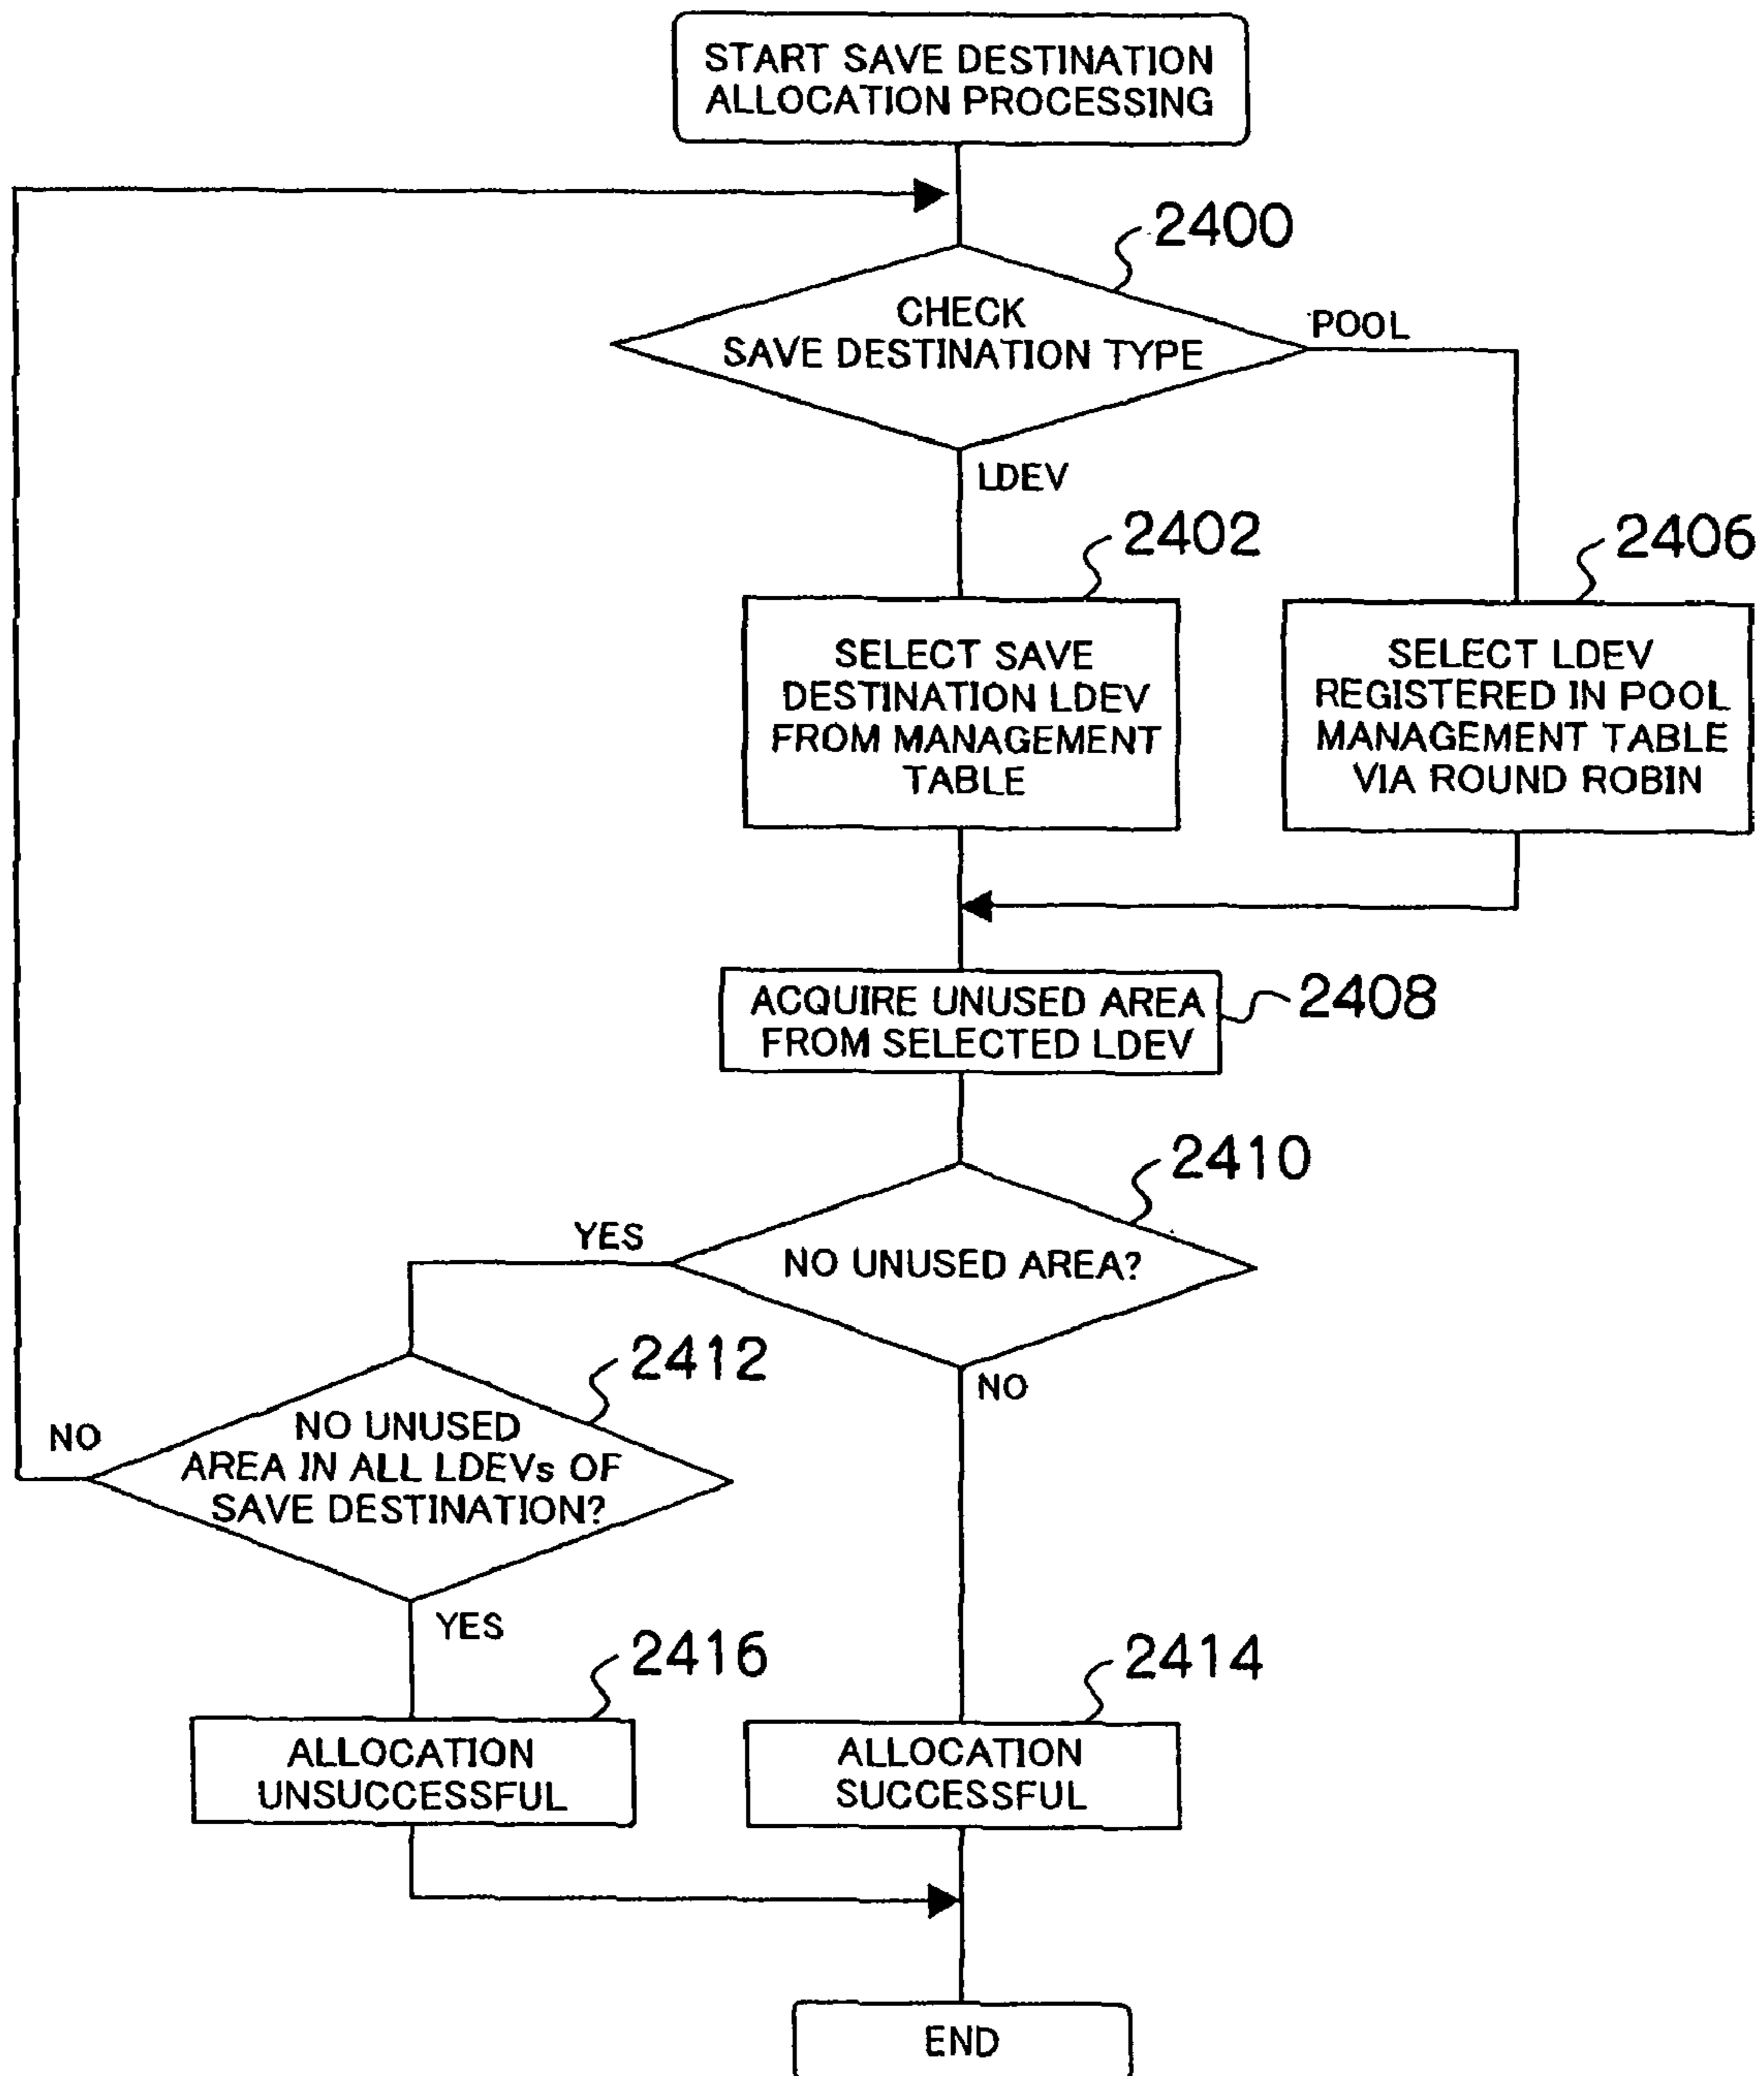 START SAVE DESTINATION
ALLOCATION PROCESSING
2400
CHECK
SAVE DESTINATION TYPE
POOL
LDEV
2402
2406
SELECT SAVE
DESTINATION LDEV
FROM MANAGEMENT
TABLE
SELECT LDEV
REGISTERED IN POOL
MANAGEMENT TABLE
VIA ROUND ROBIN
ACQUIRE UNUSED AREA
FROM SELECTED LDEV
2408
2410
YES
NO UNUSED AREA?
NO
2412
NO
NO UNUSED
AREA IN ALL LDEVs OF
SAVE DESTINATION?
YES
2416
2414
ALLOCATION
UNSUCCESSFUL
ALLOCATION
SUCCESSFUL
END